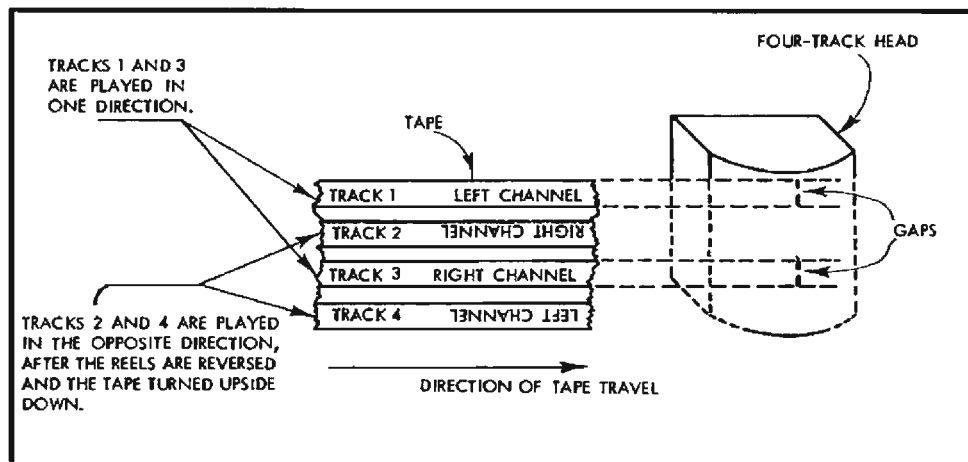 FOUR-TRACK HEAD
TRACKS 1 AND 3
ARE PLAYED IN
ONE DIRECTION.
TAPE
TRACK 1 LEFT CHANNEL
TRACK 2 RIGHT CHANNEL
GAPS
TRACK 3 RIGHT CHANNEL
TRACK 4 LEFT CHANNEL
TRACKS 2 AND 4 ARE PLAYED
IN THE OPPOSITE DIRECTION,
AFTER THE REELS ARE REVERSED
AND THE TAPE TURNED UPSIDE
DOWN.
DIRECTION OF TAPE TRAVEL